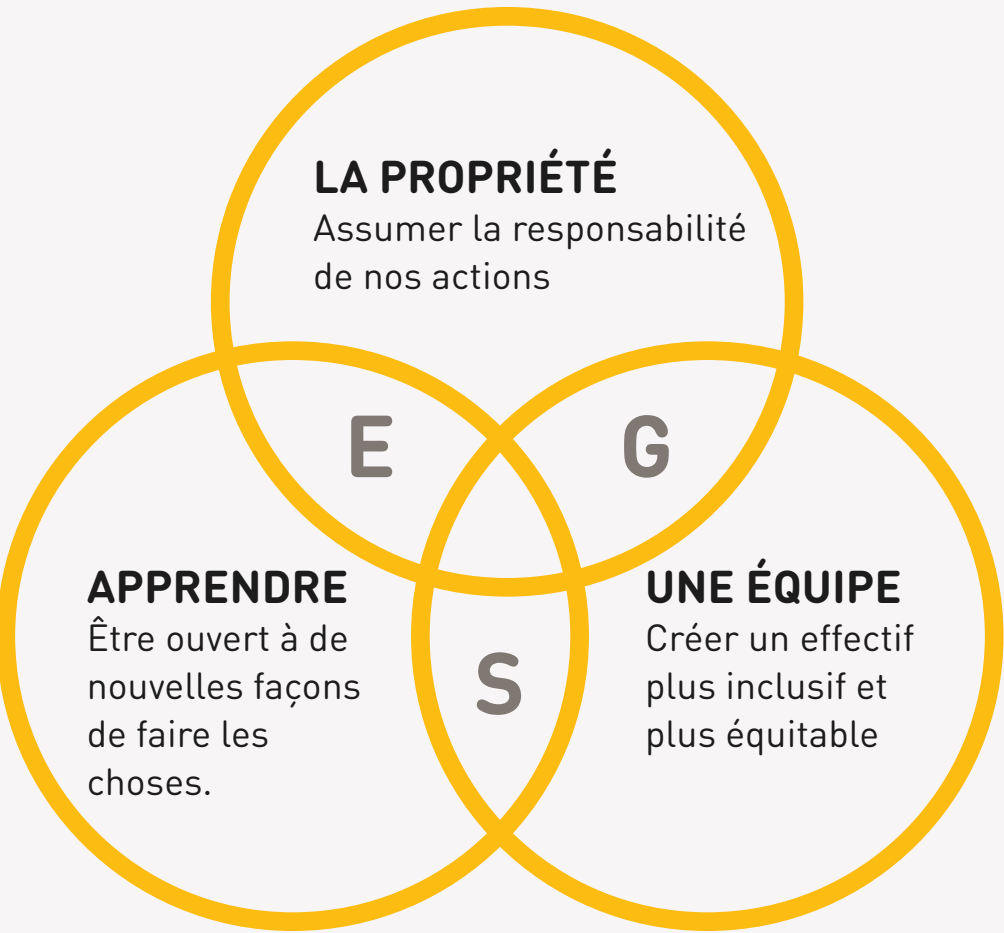 LA PROPRIÉTÉ
Assumer la responsabilité
de nos actions
E
G
APPRENDRE
Être ouvert à de
nouvelles façons
de faire les
choses.
S
UNE ÉQUIPE
Créer un effectif
plus inclusif et
plus équitable